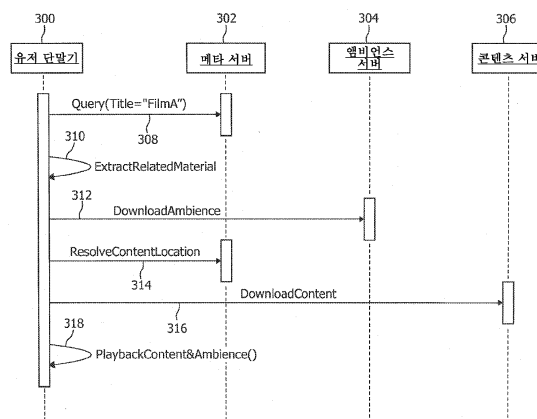 300
302
304
306
유저 단말기
메타 서버
앰비언스
서버
콘텐츠 서버
Query(Title="FilmA")
308
310
ExtractRelatedMaterial
312
DownloadAmbience
ResolveContentLocation
314
DownloadContent
316
318
PlaybackContent&Ambience()